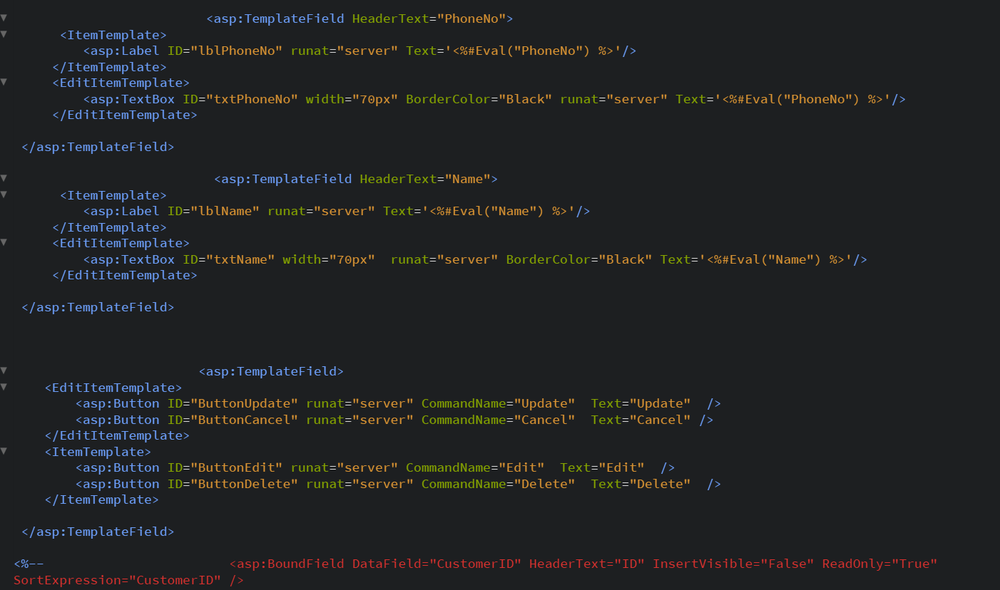 <asp:TemplateField HeaderText="PhoneNo">
<ItemTemplate>
<asp:Label ID="lblPhoneNo" runat="server" Text='<%#Eval("PhoneNo") %>'/>
</ItemTemplate>
<EditItemTemplate>
<asp:TextBox ID="txtPhoneNo" width="70px" BorderColor="Black" runat="server" Text='<%#Eval("PhoneNo") %>'/>
</EditItemTemplate>
</asp:TemplateField>
<asp:TemplateField HeaderText="Name">
<ItemTemplate>
<asp:Label ID="lblName" runat="server" Text='<%#Eval("Name") %>'/>
</ItemTemplate>
<EditItemTemplate>
<asp:TextBox ID="txtName" width="70px"  runat="server" BorderColor="Black" Text='<%#Eval("Name") %>'/>
</EditItemTemplate>
</asp:TemplateField>
<asp:TemplateField>
<EditItemTemplate>
<asp:Button ID="ButtonUpdate" runat="server" CommandName="Update"  Text="Update"  />
<asp:Button ID="ButtonCancel" runat="server" CommandName="Cancel"  Text="Cancel" />
</EditItemTemplate>
<ItemTemplate>
<asp:Button ID="ButtonEdit" runat="server" CommandName="Edit"  Text="Edit"  />
<asp:Button ID="ButtonDelete" runat="server" CommandName="Delete"  Text="Delete"  />
</ItemTemplate>
</asp:TemplateField>
<%-- <asp:BoundField DataField="CustomerID" HeaderText="ID" InsertVisible="False" ReadOnly="True"
SortExpression="CustomerID" />